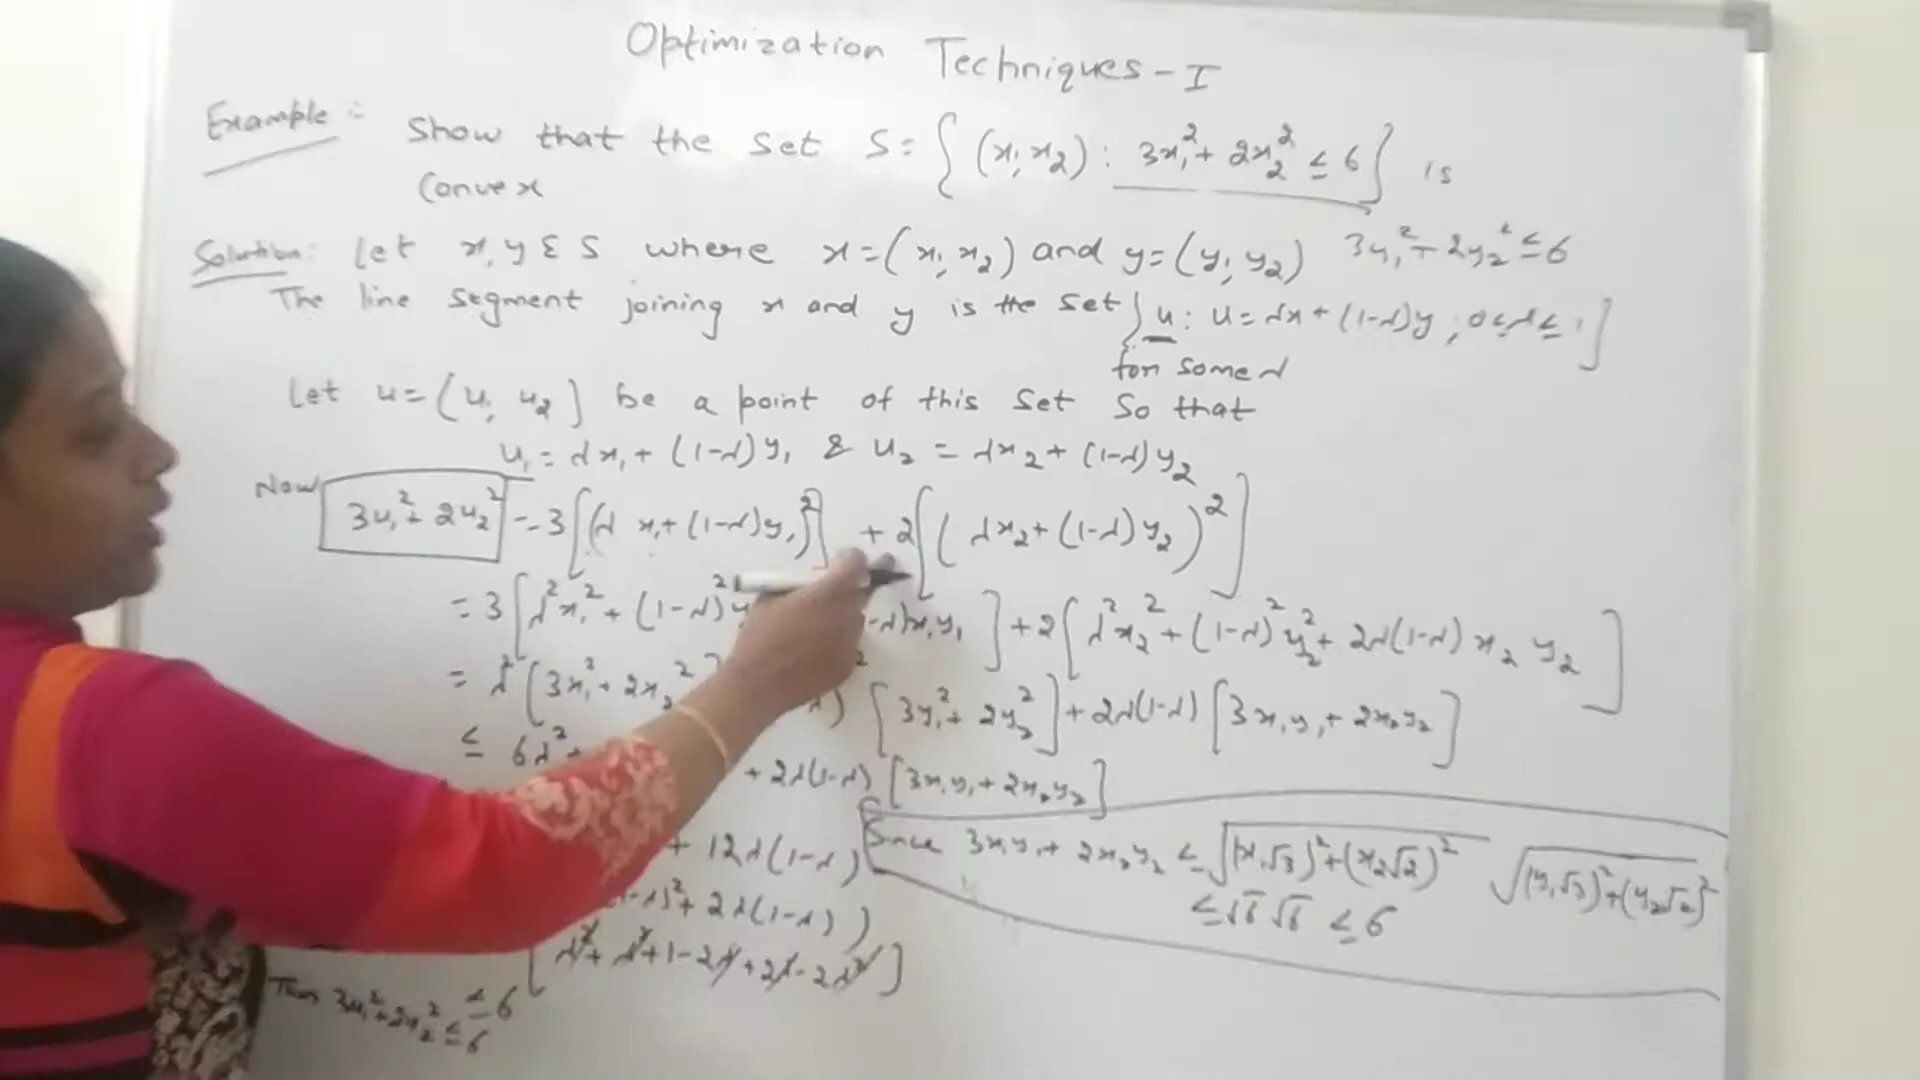 Optimization Techniques - I
Example :- Show that the set S = { (x₁, x₂) : 3x₁² + 2x₂² ≤ 6 } is
Convex
Solution: Let x, y ε S where x = (x₁, x₂) and y = (y₁, y₂) 3y₁² + 2y₂² ≤ 6
The line segment joining x and y is the set { u : u = λx + (1-λ)y ; 0 ≤ λ ≤ 1 }
for some λ
Let u = (u₁, u₂) be a point of this set so that
u₁ = λx₁ + (1-λ)y₁ & u₂ = λx₂ + (1-λ)y₂
Now 3u₁² + 2u₂² = 3[(λx₁ + (1-λ)y₁)²] + 2[(λx₂ + (1-λ)y₂)²]
= 3[λ²x₁² + (1-λ)²y -λ)x₁y₁] + 2[λ²x₂² + (1-λ)²y₂² + 2λ(1-λ)x₂y₂]
= λ²[3x₁² + 2x₂² λ)² [3y₁² + 2y₂²] + 2λ(1-λ)[3x₁y₁ + 2x₂y₂]
≤ 6λ² + + 2λ(1-λ)[3x₁y₁ + 2x₂y₂]
+ 12λ(1-λ) Since 3x₁y₁ + 2x₂y₂ ≤ √(x₁√3)² + (x₂√2)² √(y₁√3)² + (y₂√2)²
-λ)² + 2λ(1-λ)) ≤ √6 √6 ≤ 6
[λ² + λ² + 1 - 2λ + 2λ - 2λ²]
≤ 6
Then 3u₁² + 2u₂² ≤ 6